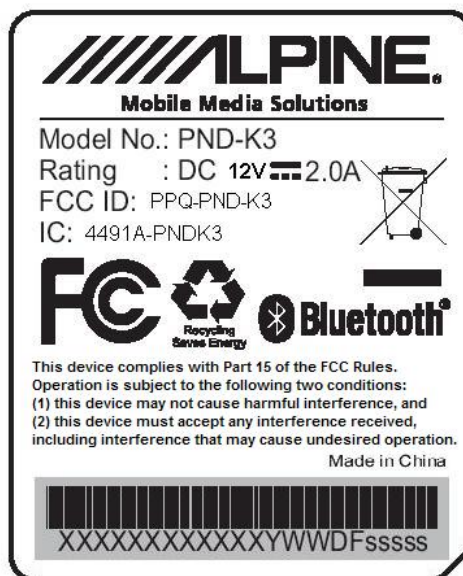 ALPINE®
Mobile Media Solutions
Model No.: PND-K3
Rating : DC 12V 2.0A
FCC ID: PPQ-PND-K3
IC: 4491A-PNDK3
FC
Recycling
Saves Energy
Bluetooth®
This device complies with Part 15 of the FCC Rules.
Operation is subject to the following two conditions:
(1) this device may not cause harmful interference, and
(2) this device must accept any interference received,
including interference that may cause undesired operation.
Made in China
XXXXXXXXXXXXYWWDFsssss